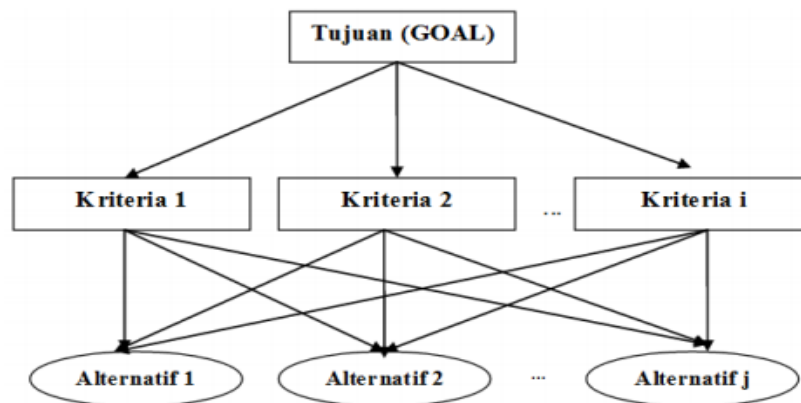 Tujuan (GOAL)
Kriteria 1
Kriteria 2
...
Kriteria i
Alternatif 1
Alternatif 2
...
Alternatif j